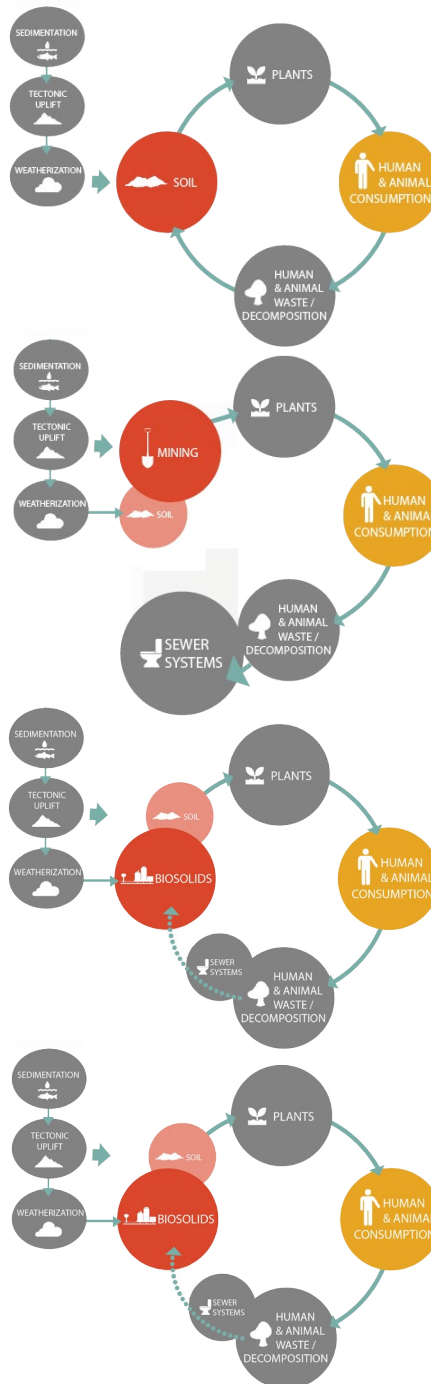 SEDIMENTATION
TECTONIC
UPLIFT
WEATHERIZATION
PLANTS
SOIL
HUMAN
& ANIMAL
CONSUMPTION
HUMAN
& ANIMAL
WASTE /
DECOMPOSITION
SEDIMENTATION
TECTONIC
UPLIFT
WEATHERIZATION
PLANTS
MINING
SOIL
HUMAN
& ANIMAL
CONSUMPTION
HUMAN
& ANIMAL
WASTE /
DECOMPOSITION
SEWER
SYSTEMS
SEDIMENTATION
TECTONIC
UPLIFT
WEATHERIZATION
PLANTS
SOIL
BIOSOLIDS
HUMAN
& ANIMAL
CONSUMPTION
SEWER
SYSTEMS
HUMAN
& ANIMAL
WASTE /
DECOMPOSITION
SEDIMENTATION
TECTONIC
UPLIFT
WEATHERIZATION
PLANTS
SOIL
BIOSOLIDS
HUMAN
& ANIMAL
CONSUMPTION
SEWER
SYSTEMS
HUMAN
& ANIMAL
WASTE /
DECOMPOSITION